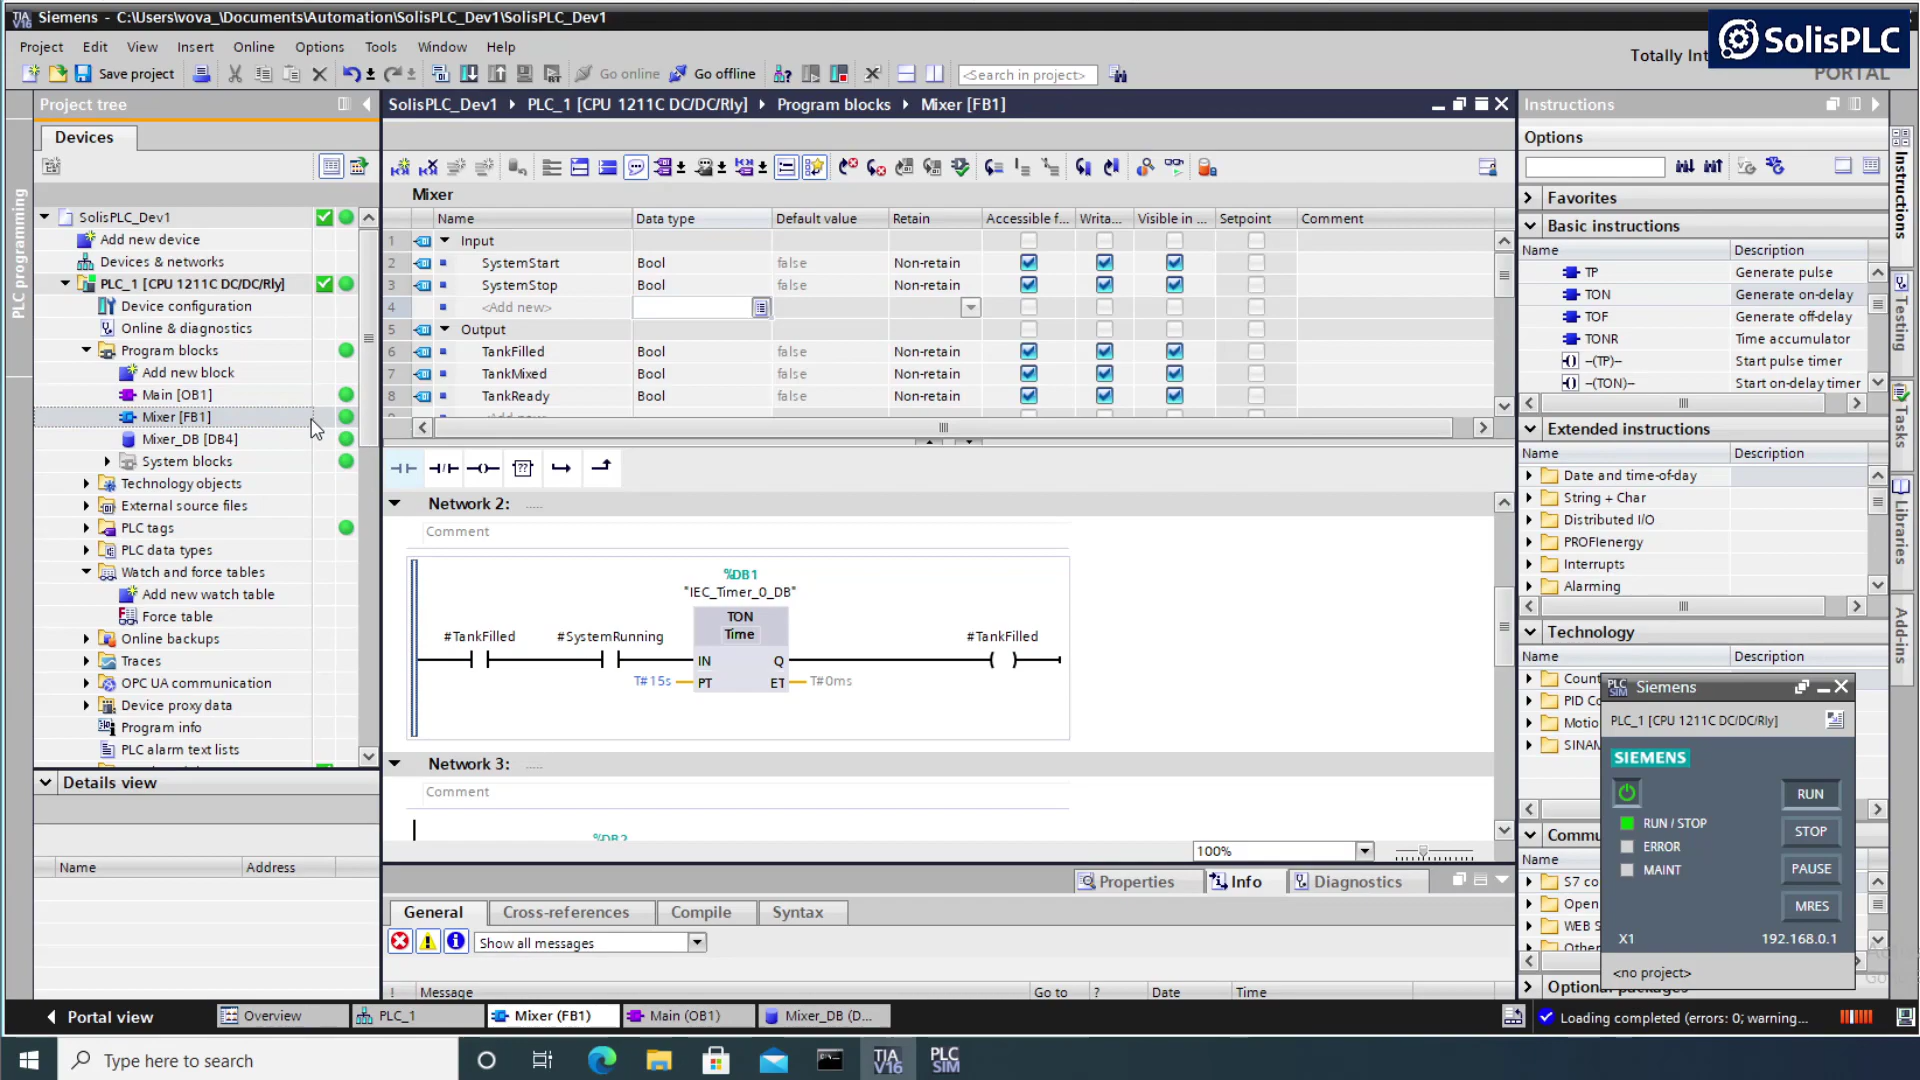 Siemens - C:\Users\vova_\Documents\Automation\SolisPLC_Dev1\SolisPLC_Dev1
SolisPLC
Project Edit View Insert Online Options Tools Window Help
Save project
Go online
Go offline
<Search in project>
PORTAL
Project tree
Devices
PLC programming
SolisPLC_Dev1
Add new device
Devices & networks
PLC_1 [CPU 1211C DC/DC/Rly]
Device configuration
Online & diagnostics
Program blocks
Add new block
Main [OB1]
Mixer [FB1]
Mixer_DB [DB4]
System blocks
Technology objects
External source files
PLC tags
PLC data types
Watch and force tables
Add new watch table
Force table
Online backups
Traces
OPC UA communication
Device proxy data
Program info
PLC alarm text lists
Details view
Name Address
SolisPLC_Dev1 PLC_1 [CPU 1211C DC/DC/Rly] Program blocks Mixer [FB1]
Mixer
Name Data type Default value Retain Accessible f... Writa... Visible in ... Setpoint Comment
1 Input
2 SystemStart Bool false Non-retain
3 SystemStop Bool false Non-retain
4 <Add new>
5 Output
6 TankFilled Bool false Non-retain
7 TankMixed Bool false Non-retain
8 TankReady Bool false Non-retain
Network 2: .....
Comment
%DB1
"IEC_Timer_0_DB"
TON
Time
#TankFilled #SystemRunning #TankFilled
IN Q
T#15s PT ET T#0ms
Network 3: .....
Comment
%DB2
100%
Properties Info Diagnostics
General Cross-references Compile Syntax
Show all messages
! Message Go to ? Date Time
Instructions
Options
Favorites
Basic instructions
Name Description
TP Generate pulse
TON Generate on-delay
TOF Generate off-delay
TONR Time accumulator
-(TP)- Start pulse timer
-(TON)- Start on-delay timer
Extended instructions
Name Description
Date and time-of-day
String + Char
Distributed I/O
PROFIenergy
Interrupts
Alarming
Technology
Name Description
Name
S7 co
Open
WEB S
Other
Instructions
Testing
Tasks
Libraries
Add-ins
PLC SIM Siemens
PLC_1 [CPU 1211C DC/DC/Rly]
SIEMENS
RUN
RUN / STOP
STOP
ERROR
MAINT
PAUSE
MRES
X1 192.168.0.1
<no project>
Portal view Overview PLC_1 Mixer (FB1) Main (OB1) Mixer_DB (D...
Loading completed (errors: 0; warning...
Type here to search
TIA V16
PLC SIM